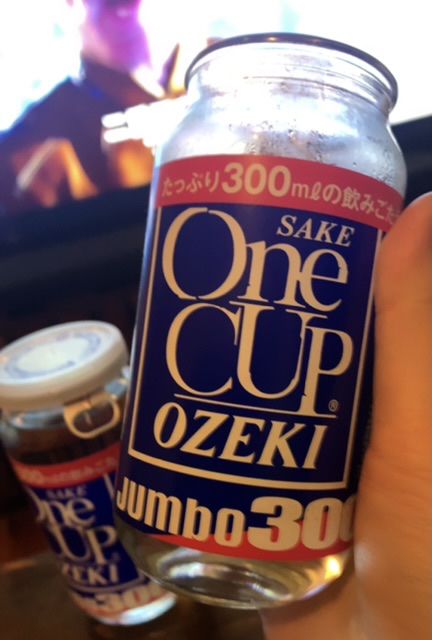 たっぷり300mlの飲みごた
SAKE
One
CUP®
OZEKI
Jumbo300
SAKE
One
CUP
OZEKI